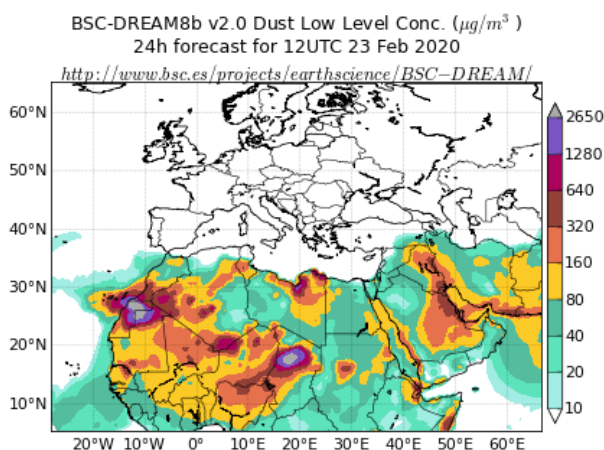 BSC-DREAM8b v2.0 Dust Low Level Conc. (μg/m³ )
24h forecast for 12UTC 23 Feb 2020
http://www.bsc.es/projects/earthscience/BSC−DREAM/
60°N
50°N
40°N
30°N
20°N
10°N
20°W 10°W 0° 10°E 20°E 30°E 40°E 50°E 60°E
2650
1280
640
320
160
80
40
20
10